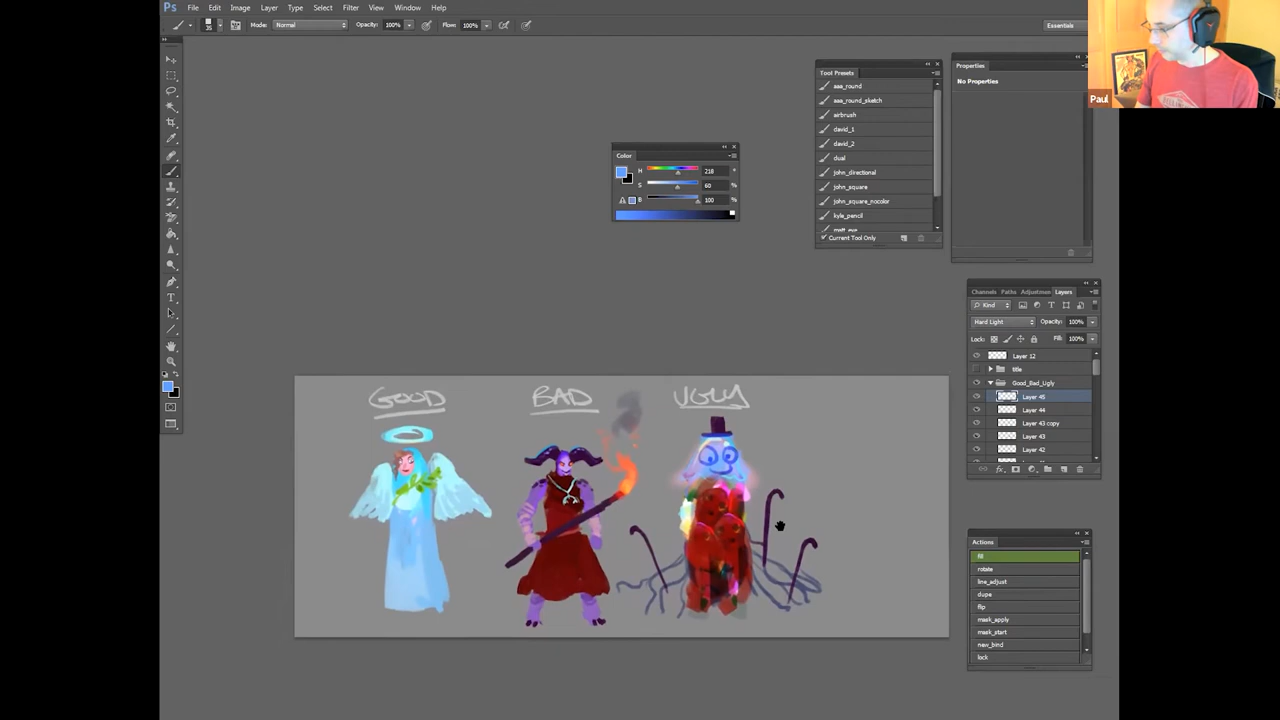 Ps File Edit Image Layer Type Select Filter View Window Help
35 Mode: Normal Opacity: 100% Flow: 100% Essentials
Paul
Tool Presets
aaa_round
aaa_round_sketch
airbrush
david_1
david_2
dual
john_directional
john_square
john_square_nocolor
kyle_pencil
Current Tool Only
Properties
No Properties
Color
H 218 °
S 60 %
B 100 %
Channels Paths Adjustmen Layers
Kind
Hard Light Opacity: 100%
Lock: Fill: 100%
Layer 12
title
Good_Bad_Ugly
Layer 45
Layer 44
Layer 43 copy
Layer 43
Layer 42
GOOD BAD UGLY
Actions
fill
rotate
line_adjust
dupe
flip
mask_apply
mask_start
new_bind
lock